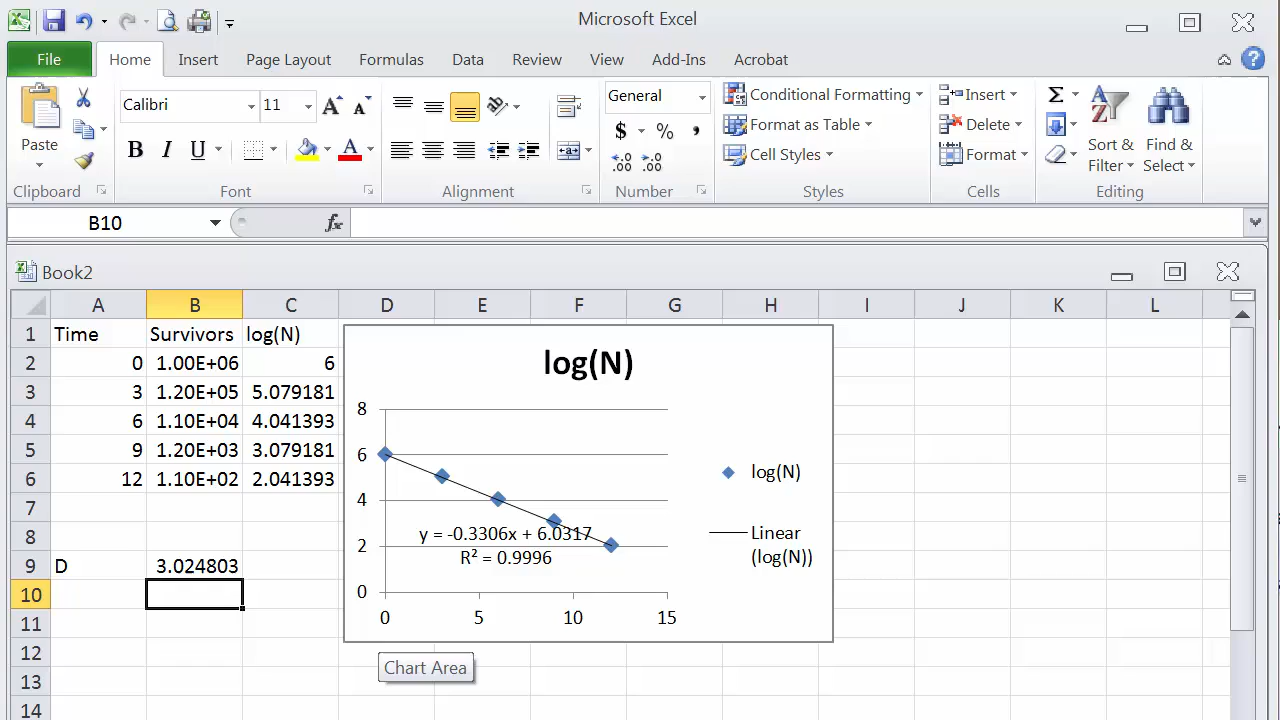 Microsoft Excel
File Home Insert Page Layout Formulas Data Review View Add-Ins Acrobat
Paste
Clipboard
Calibri 11
B I U A
Font
Alignment
General
$ % ,
Number
Conditional Formatting
Format as Table
Cell Styles
Styles
Insert
Delete
Format
Cells
Sort & Filter
Find & Select
Editing
B10 fx
Book2
A B C D E F G H I J K L
1 Time Survivors log(N)
2 0 1.00E+06 6
3 3 1.20E+05 5.079181
4 6 1.10E+04 4.041393
5 9 1.20E+03 3.079181
6 12 1.10E+02 2.041393
7
8
9 D 3.024803
10
11
12
13
14
log(N)
8
6
4
2
0
0 5 10 15
y = -0.3306x + 6.0317
R² = 0.9996
log(N)
Linear
(log(N))
Chart Area